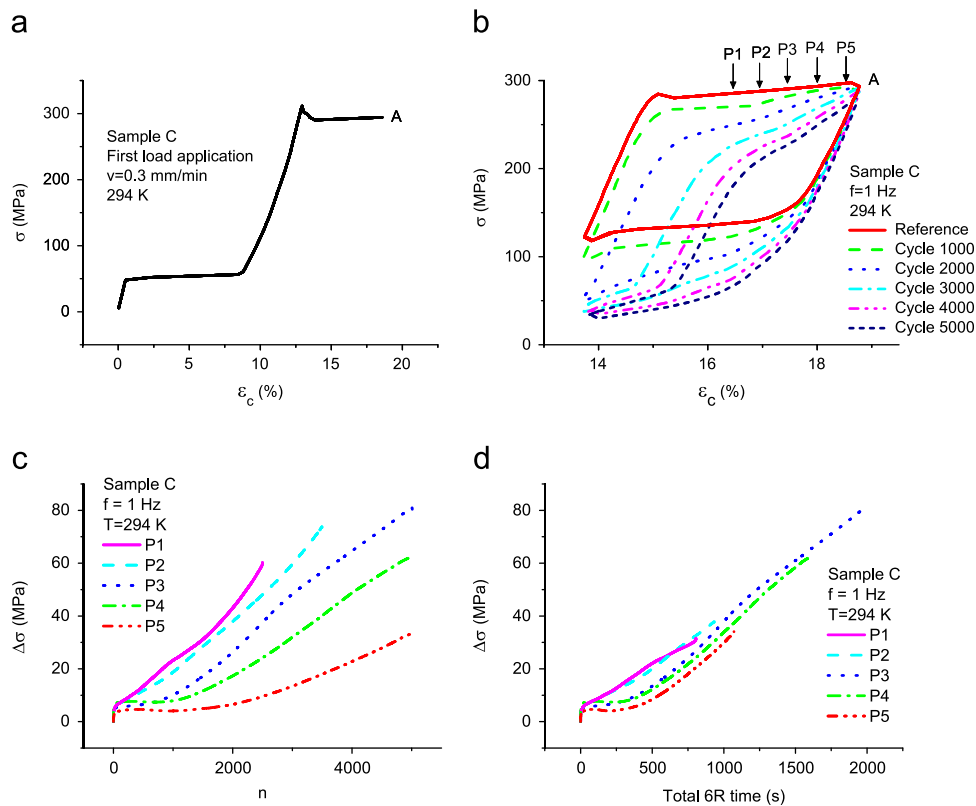 a
σ (MPa)
300
200
100
0
0
5
10
15
20
ε_c (%)
Sample C
First load application
v=0.3 mm/min
294 K
A
b
P1 P2 P3 P4 P5
A
σ (MPa)
300
200
100
0
14
16
18
ε_c (%)
Sample C
f=1 Hz
294 K
Reference
Cycle 1000
Cycle 2000
Cycle 3000
Cycle 4000
Cycle 5000
c
Δσ (MPa)
80
60
40
20
0
0
2000
4000
n
Sample C
f = 1 Hz
T=294 K
P1
P2
P3
P4
P5
d
Δσ (MPa)
80
60
40
20
0
0
500
1000
1500
2000
Total 6R time (s)
Sample C
f = 1 Hz
T=294 K
P1
P2
P3
P4
P5